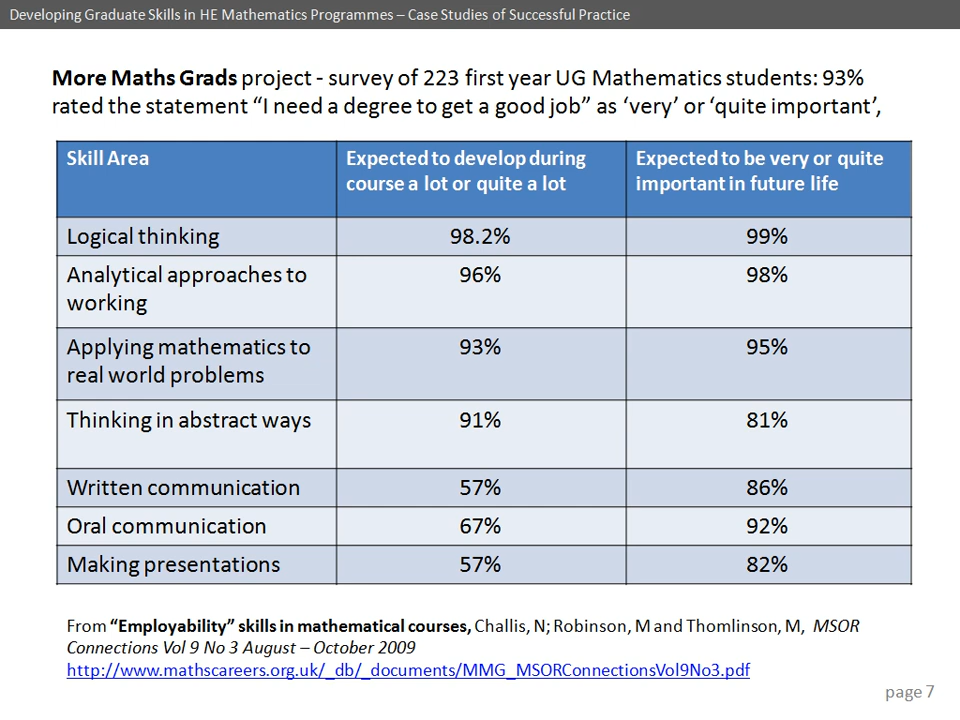 Developing Graduate Skills in HE Mathematics Programmes – Case Studies of Successful Practice
More Maths Grads project - survey of 223 first year UG Mathematics students: 93%
rated the statement “I need a degree to get a good job” as ‘very’ or ‘quite important’,
Skill Area
Expected to develop during
course a lot or quite a lot
Expected to be very or quite
important in future life
Logical thinking 98.2% 99%
Analytical approaches to 96% 98%
working
Applying mathematics to 93% 95%
real world problems
Thinking in abstract ways 91% 81%
Written communication 57% 86%
Oral communication 67% 92%
Making presentations 57% 82%
From “Employability” skills in mathematical courses, Challis, N; Robinson, M and Thomlinson, M, MSOR
Connections Vol 9 No 3 August – October 2009
http://www.mathscareers.org.uk/_db/_documents/MMG_MSORConnectionsVol9No3.pdf
page 7